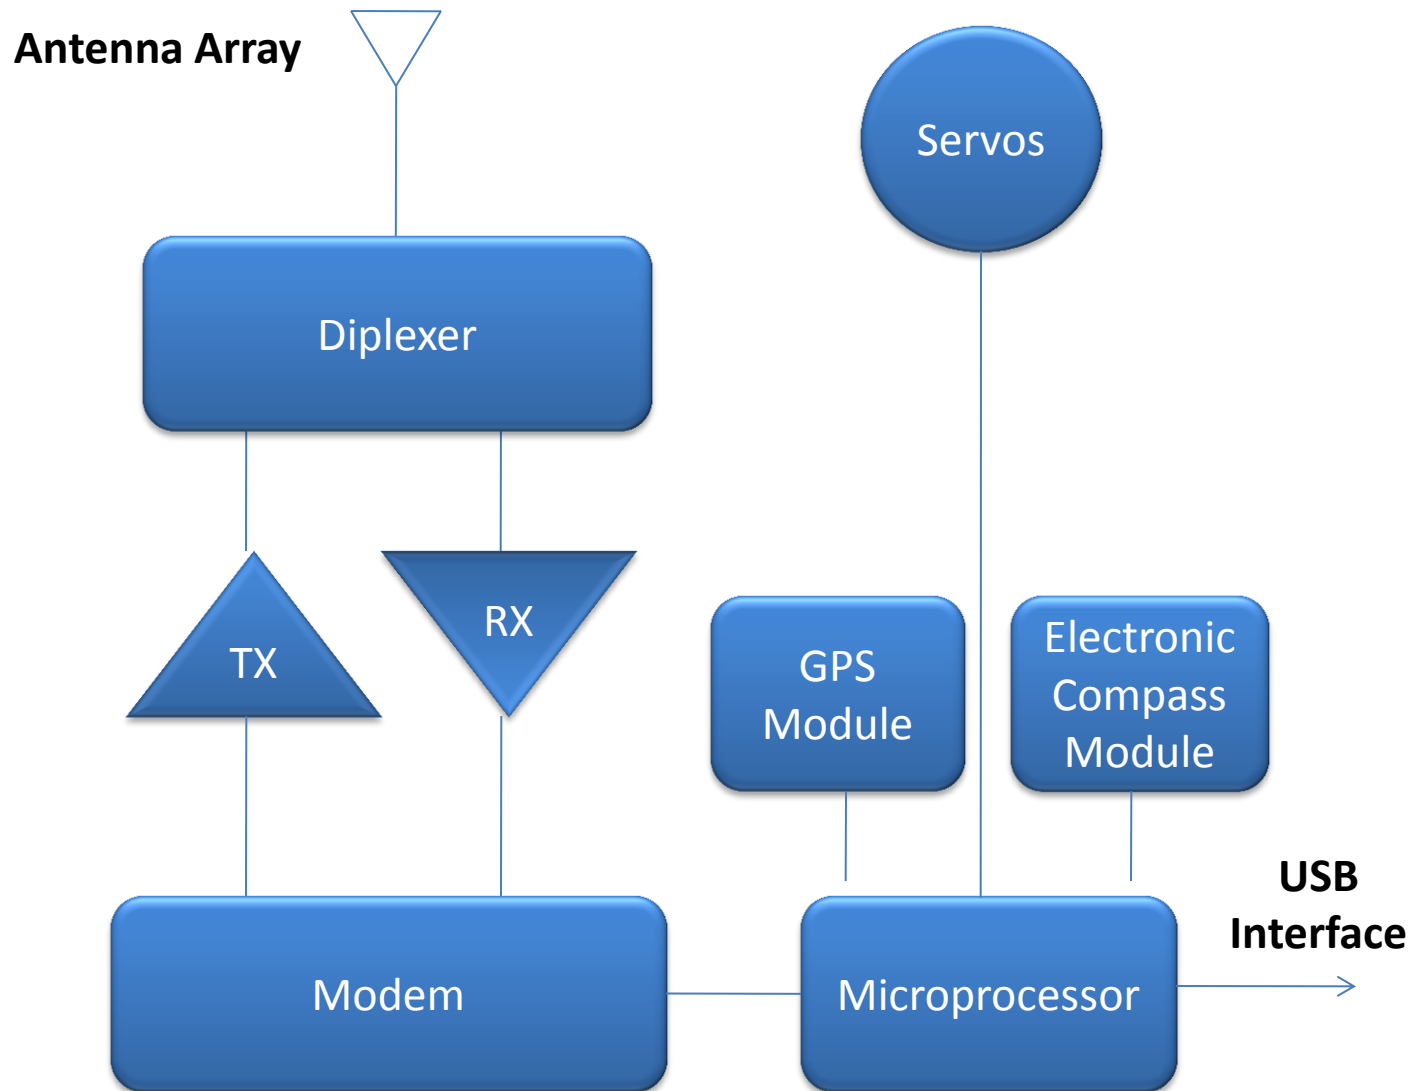 Antenna Array
Servos
Diplexer
TX
RX
GPS
Module
Electronic
Compass
Module
USB
Interface
Modem
Microprocessor